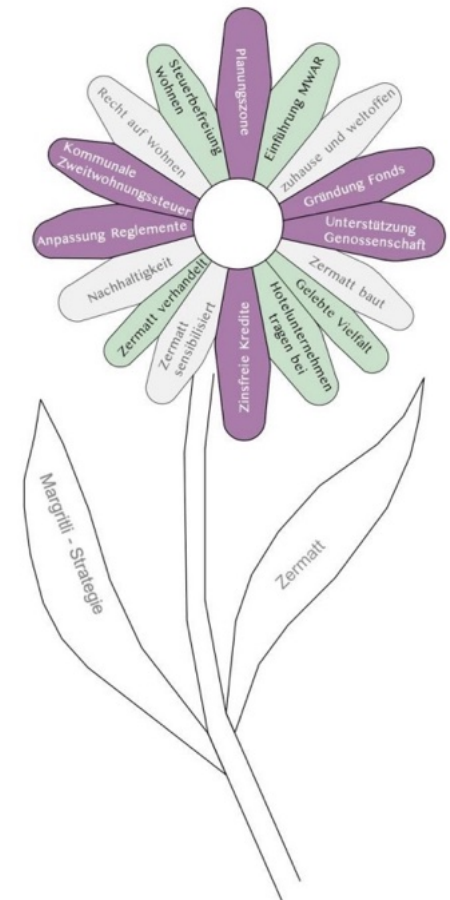 Planungszone
Einführung MWAR
zuhause und weltoffen
Gründung Fonds
Unterstützung
Genossenschaft
Zermatt baut
Gelebte Vielfalt
Hotelunternehmen
tragen bei
Zinsfreie Kredite
Zermatt
sensibilisiert
Zermatt verhandelt
Nachhaltigkeit
Anpassung Reglemente
Kommunale
Zweitwohnungssteuer
Recht auf Wohnen
Steuerbefreiung
Wohnen
Margritli - Strategie
Zermatt